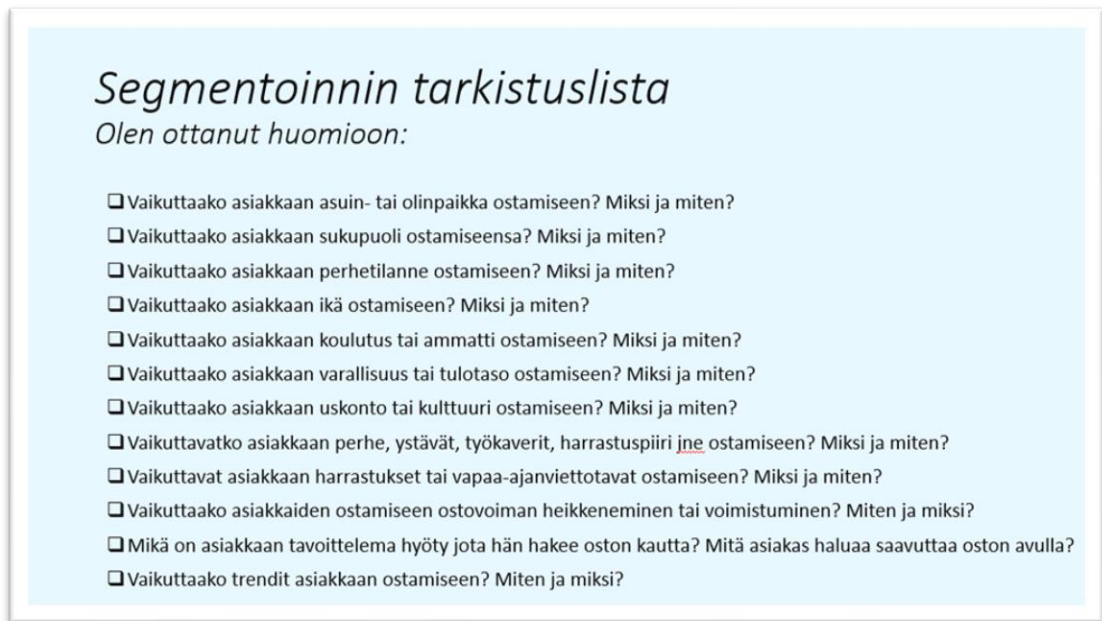 Segmentoinnin tarkistuslista
Olen ottanut huomioon:
❑Vaikuttaako asiakkaan asuin- tai olinpaikka ostamiseen? Miksi ja miten?
❑Vaikuttaako asiakkaan sukupuoli ostamiseensa? Miksi ja miten?
❑Vaikuttaako asiakkaan perhetilanne ostamiseen? Miksi ja miten?
❑Vaikuttaako asiakkaan ikä ostamiseen? Miksi ja miten?
❑Vaikuttaako asiakkaan koulutus tai ammatti ostamiseen? Miksi ja miten?
❑Vaikuttaako asiakkaan varallisuus tai tulotaso ostamiseen? Miksi ja miten?
❑Vaikuttaako asiakkaan uskonto tai kulttuuri ostamiseen? Miksi ja miten?
❑Vaikuttavatko asiakkaan perhe, ystävät, työkaverit, harrastuspiiri jne ostamiseen? Miksi ja miten?
❑Vaikuttavat asiakkaan harrastukset tai vapaa-ajanviettotavat ostamiseen? Miksi ja miten?
❑Vaikuttaako asiakkaiden ostamiseen ostovoiman heikkeneminen tai voimistuminen? Miten ja miksi?
❑Mikä on asiakkaan tavoittelema hyöty jota hän hakee oston kautta? Mitä asiakas haluaa saavuttaa oston avulla?
❑Vaikuttaako trendit asiakkaan ostamiseen? Miten ja miksi?